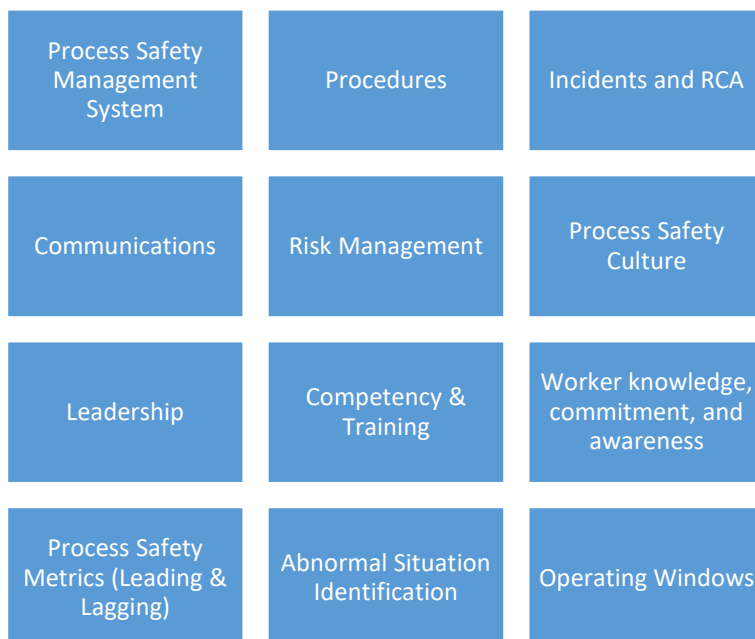 Process Safety
Management
System
Procedures
Incidents and RCA
Communications
Risk Management
Process Safety
Culture
Leadership
Competency &
Training
Worker knowledge,
commitment, and
awareness
Process Safety
Metrics (Leading &
Lagging)
Abnormal Situation
Identification
Operating Windows